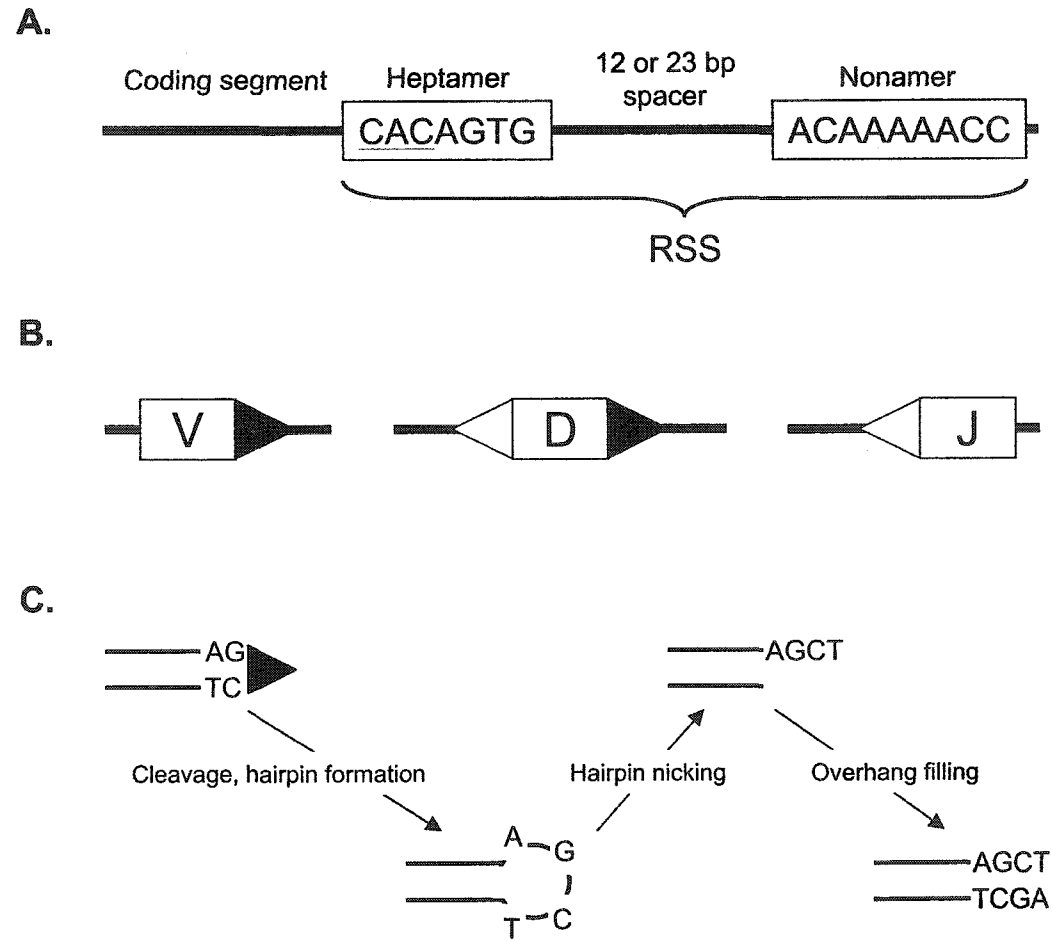 A.
Coding segment
Heptamer
12 or 23 bp
spacer
Nonamer
CACAGTG
ACAAAAACC
RSS
B.
V
D
J
C.
AG
TC
AGCT
Cleavage, hairpin formation
Hairpin nicking
Overhang filling
A
G
C
T
AGCT
TCGA